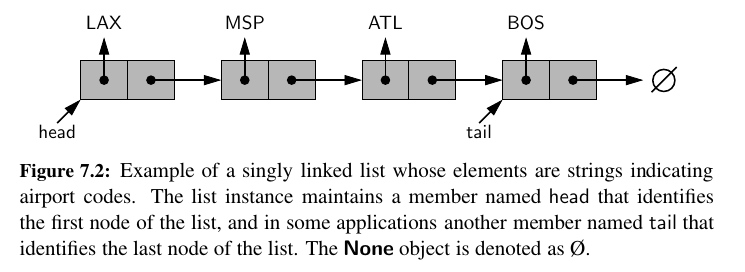 LAX MSP ATL BOS
∅
head tail
Figure 7.2: Example of a singly linked list whose elements are strings indicating
airport codes. The list instance maintains a member named head that identifies
the first node of the list, and in some applications another member named tail that
identifies the last node of the list. The None object is denoted as Ø.